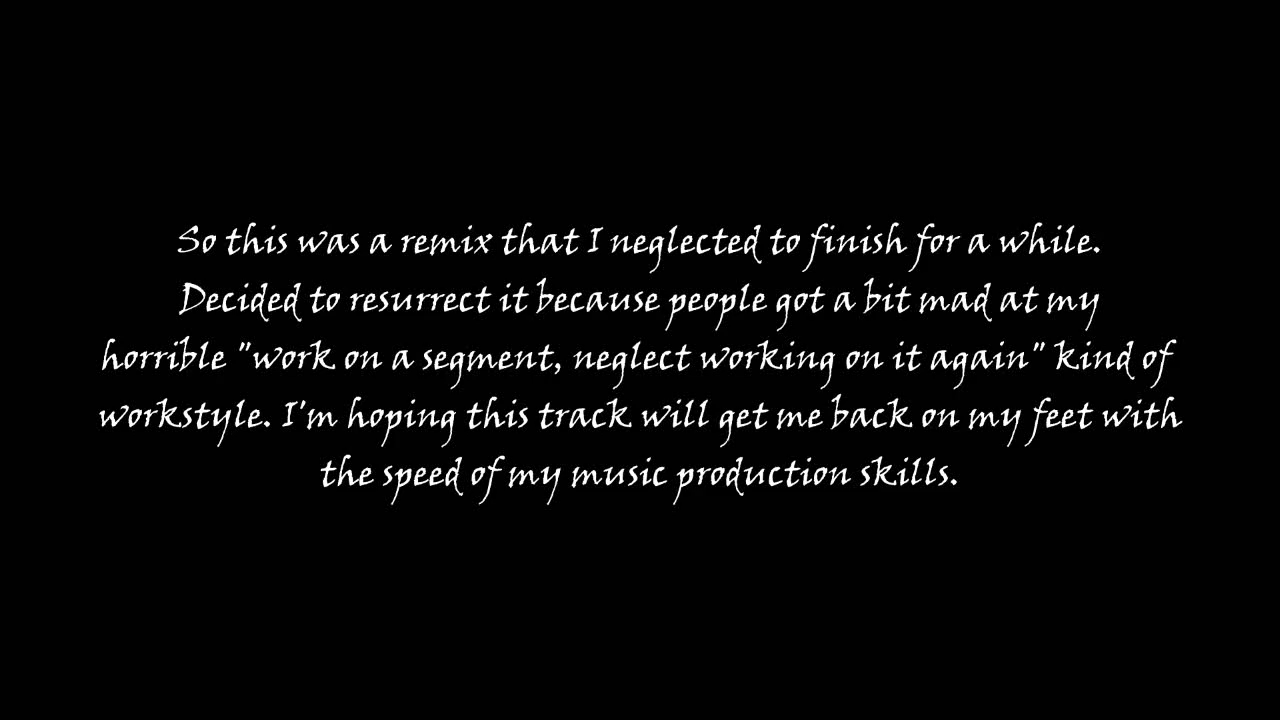 So this was a remix that I neglected to finish for a while.
Decided to resurrect it because people got a bit mad at my
horrible "work on a segment, neglect working on it again" kind of
workstyle. I'm hoping this track will get me back on my feet with
the speed of my music production skills.